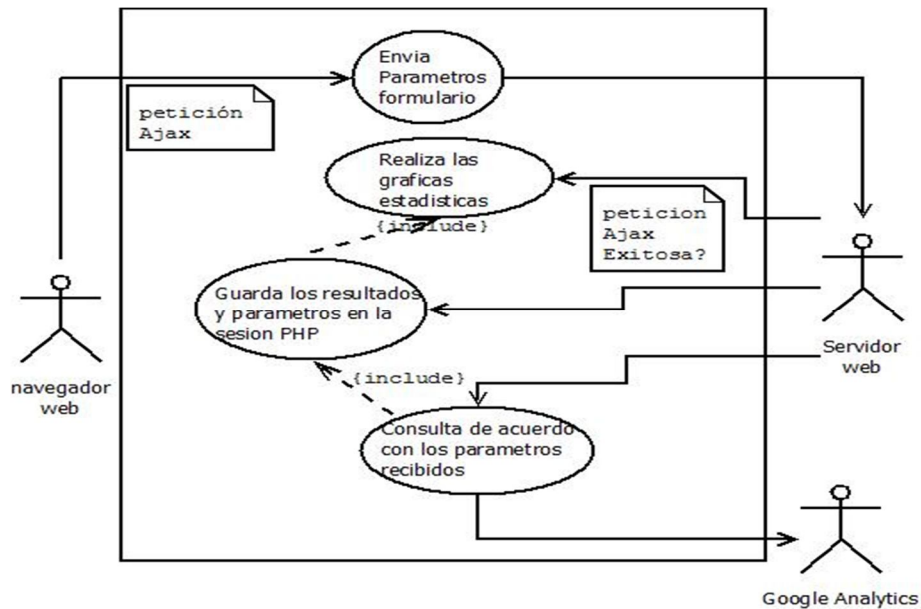 Envia
Parametros
formulario
petición
Ajax
Realiza las
graficas
estadisticas
peticion
Ajax
Exitosa?
{include}
Guarda los resultados
y parametros en la
sesion PHP
navegador
web
Servidor
web
{include}
Consulta de acuerdo
con los parametros
recibidos
Google Analytics